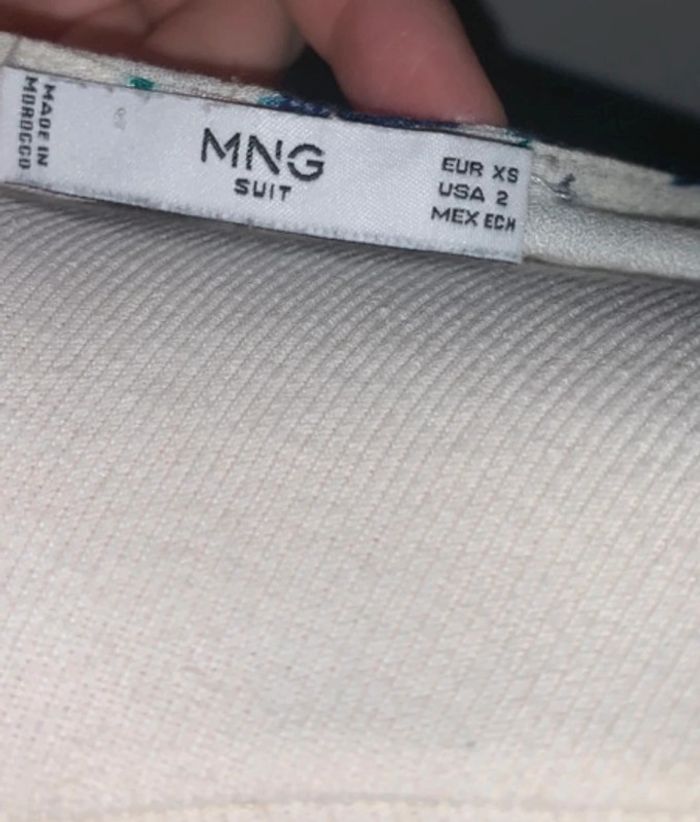 MADE IN
MOROCCO
MNG
SUIT
EUR XS
USA 2
MEX ECH